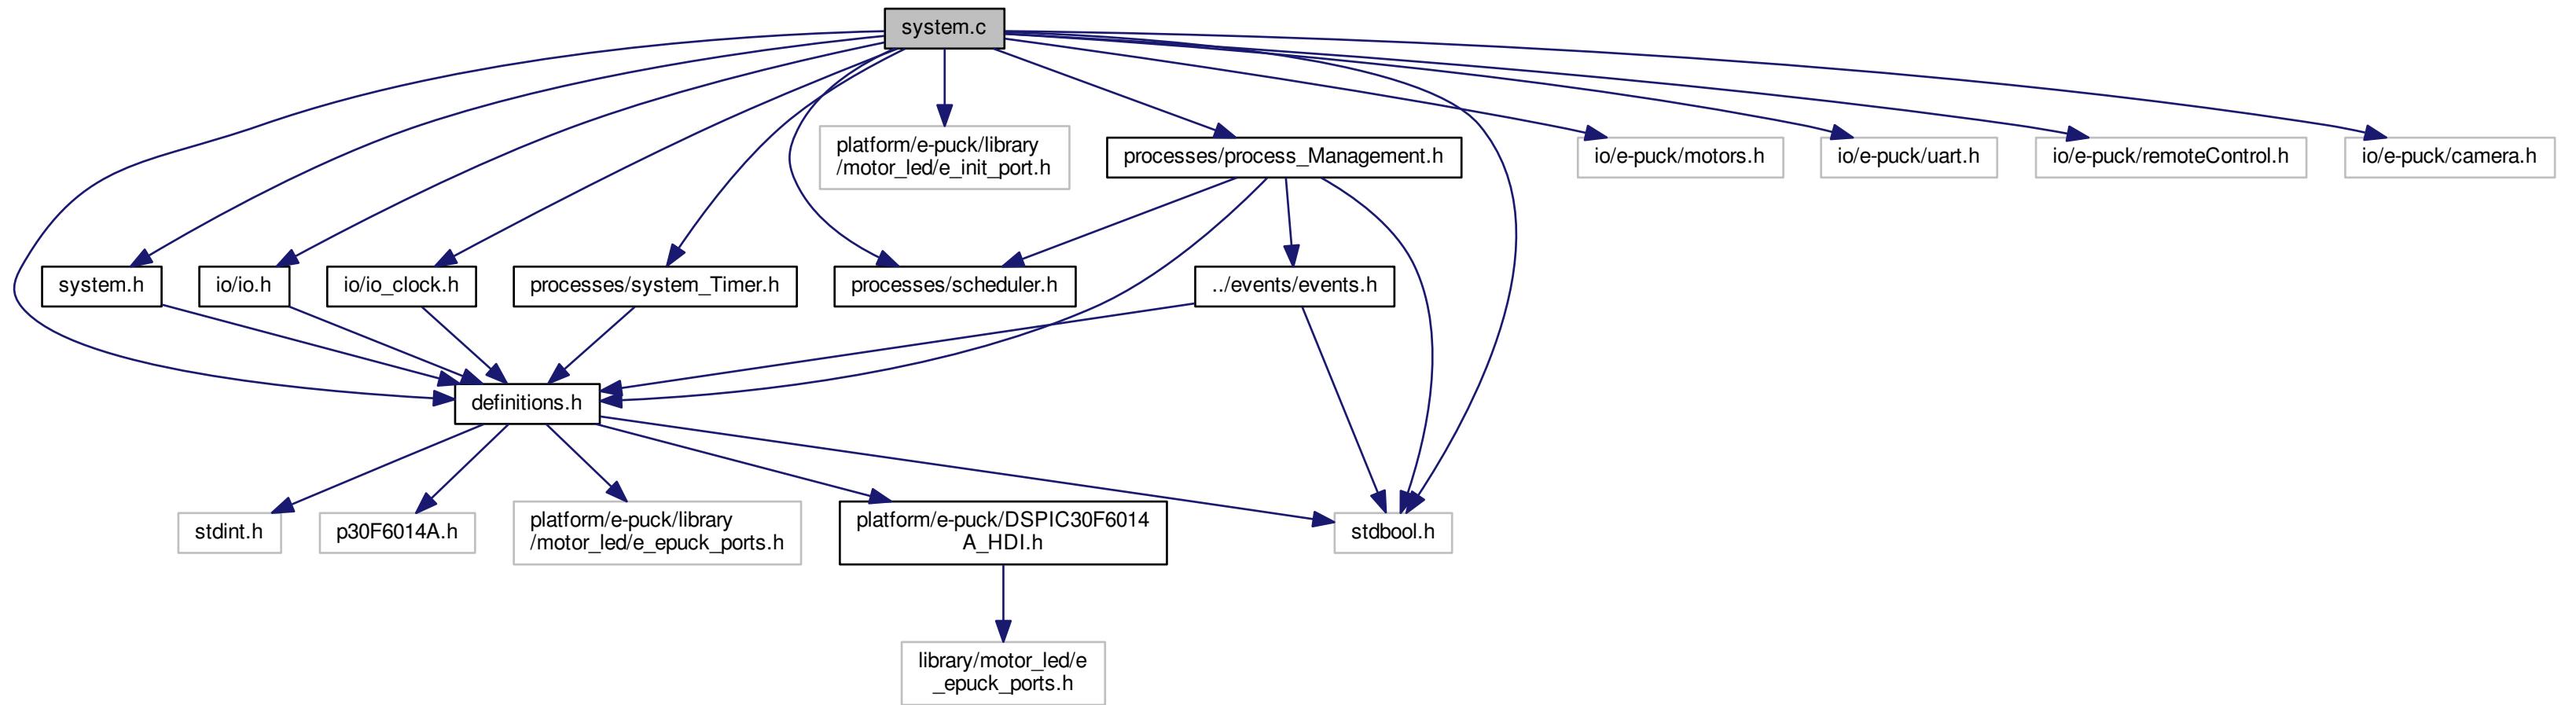 system.c
platform/e-puck/library
/motor_led/e_init_port.h
processes/process_Management.h
io/e-puck/motors.h
io/e-puck/uart.h
io/e-puck/remoteControl.h
io/e-puck/camera.h
system.h
io/io.h
io/io_clock.h
processes/system_Timer.h
processes/scheduler.h
../events/events.h
definitions.h
stdint.h
p30F6014A.h
platform/e-puck/library
/motor_led/e_epuck_ports.h
platform/e-puck/DSPIC30F6014
A_HDI.h
stdbool.h
library/motor_led/e
_epuck_ports.h